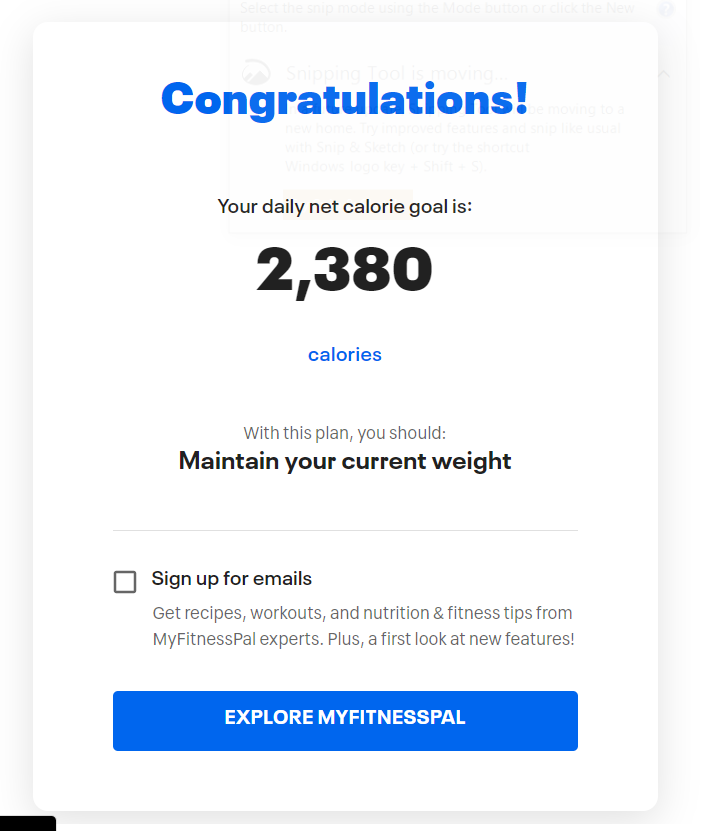 Select the snip mode using the Mode button or click the New
button.
Snipping Tool is moving...
Congratulations!
be moving to a
new home. Try improved features and snip like usual
with Snip & Sketch (or try the shortcut
Windows logo key + Shift + S).
Your daily net calorie goal is:
2,380
calories
With this plan, you should:
Maintain your current weight
Sign up for emails
Get recipes, workouts, and nutrition & fitness tips from
MyFitnessPal experts. Plus, a first look at new features!
EXPLORE MYFITNESSPAL